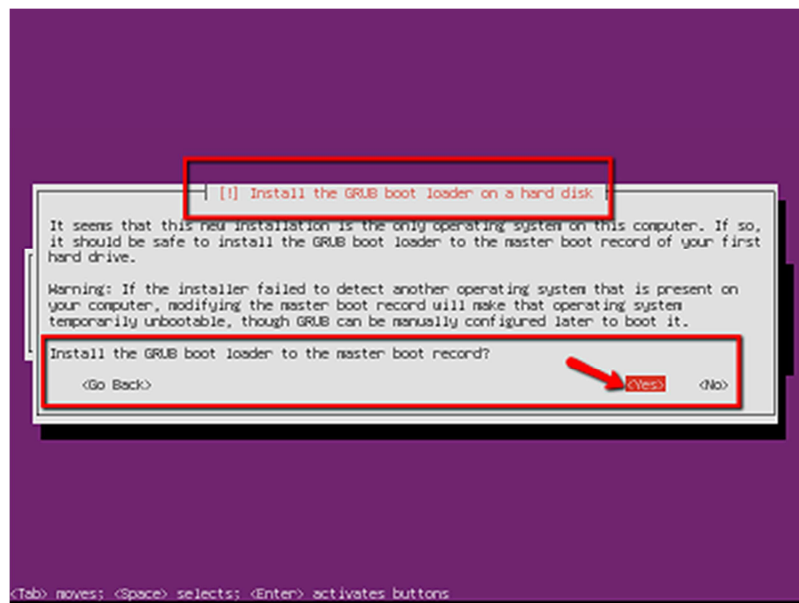 [!] Install the GRUB boot loader on a hard disk
It seems that this new installation is the only operating system on this computer. If so,
it should be safe to install the GRUB boot loader to the master boot record of your first
hard drive.
Warning: If the installer failed to detect another operating system that is present on
your computer, modifying the master boot record will make that operating system
temporarily unbootable, though GRUB can be manually configured later to boot it.
Install the GRUB boot loader to the master boot record?
<Go Back> <Yes> <No>
<Tab> moves; <Space> selects; <Enter> activates buttons